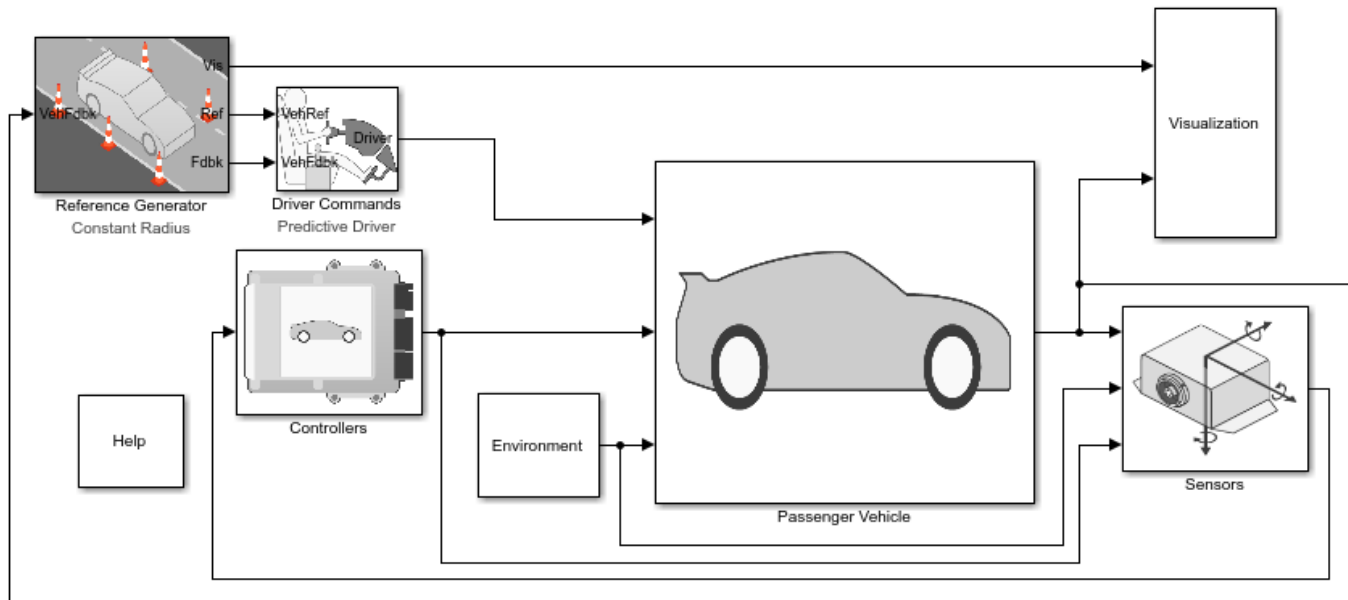 Vis
VehFdbk
Ref
Fdbk
Reference Generator
Constant Radius
VehRef
Driver
VehFdbk
Driver Commands
Predictive Driver
Visualization
Controllers
Help
Environment
Passenger Vehicle
Sensors